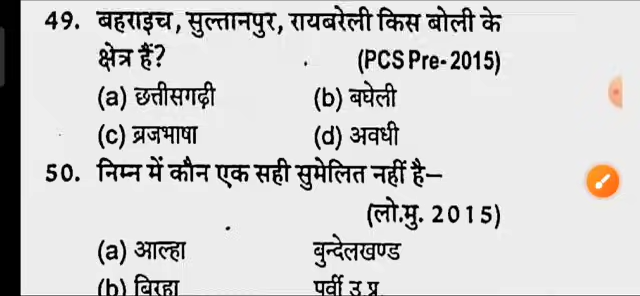 49. बहराइच, सुल्तानपुर, रायबरेली किस बोली के
क्षेत्र हैं? (PCS Pre-2015)
(a) छत्तीसगढ़ी (b) बघेली
(c) ब्रजभाषा (d) अवधी
50. निम्न में कौन एक सही सुमेलित नहीं है–
(लो.मु. 2015)
(a) आल्हा बुन्देलखण्ड
(b) बिरहा पूर्वी उ.प्र.